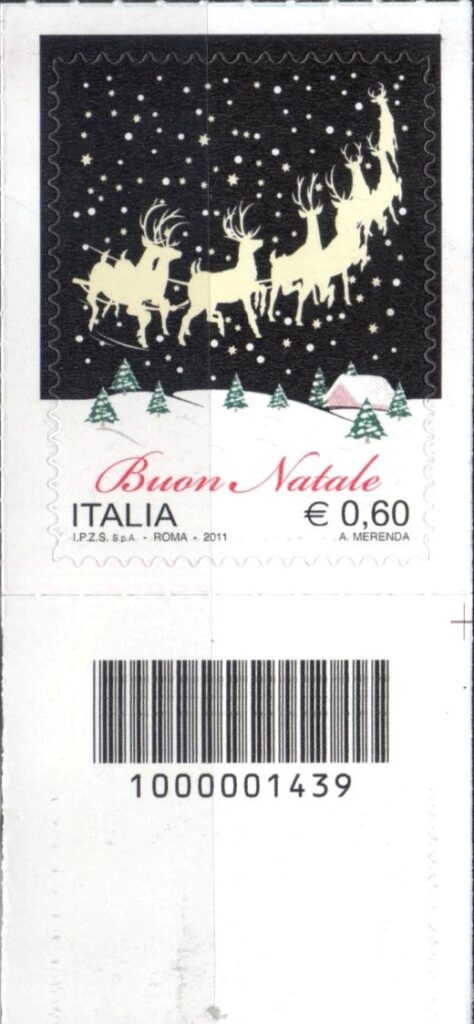 Buon Natale
ITALIA € 0,60
I.P.Z.S. S.p.A. - ROMA - 2011 A. MERENDA
1000001439